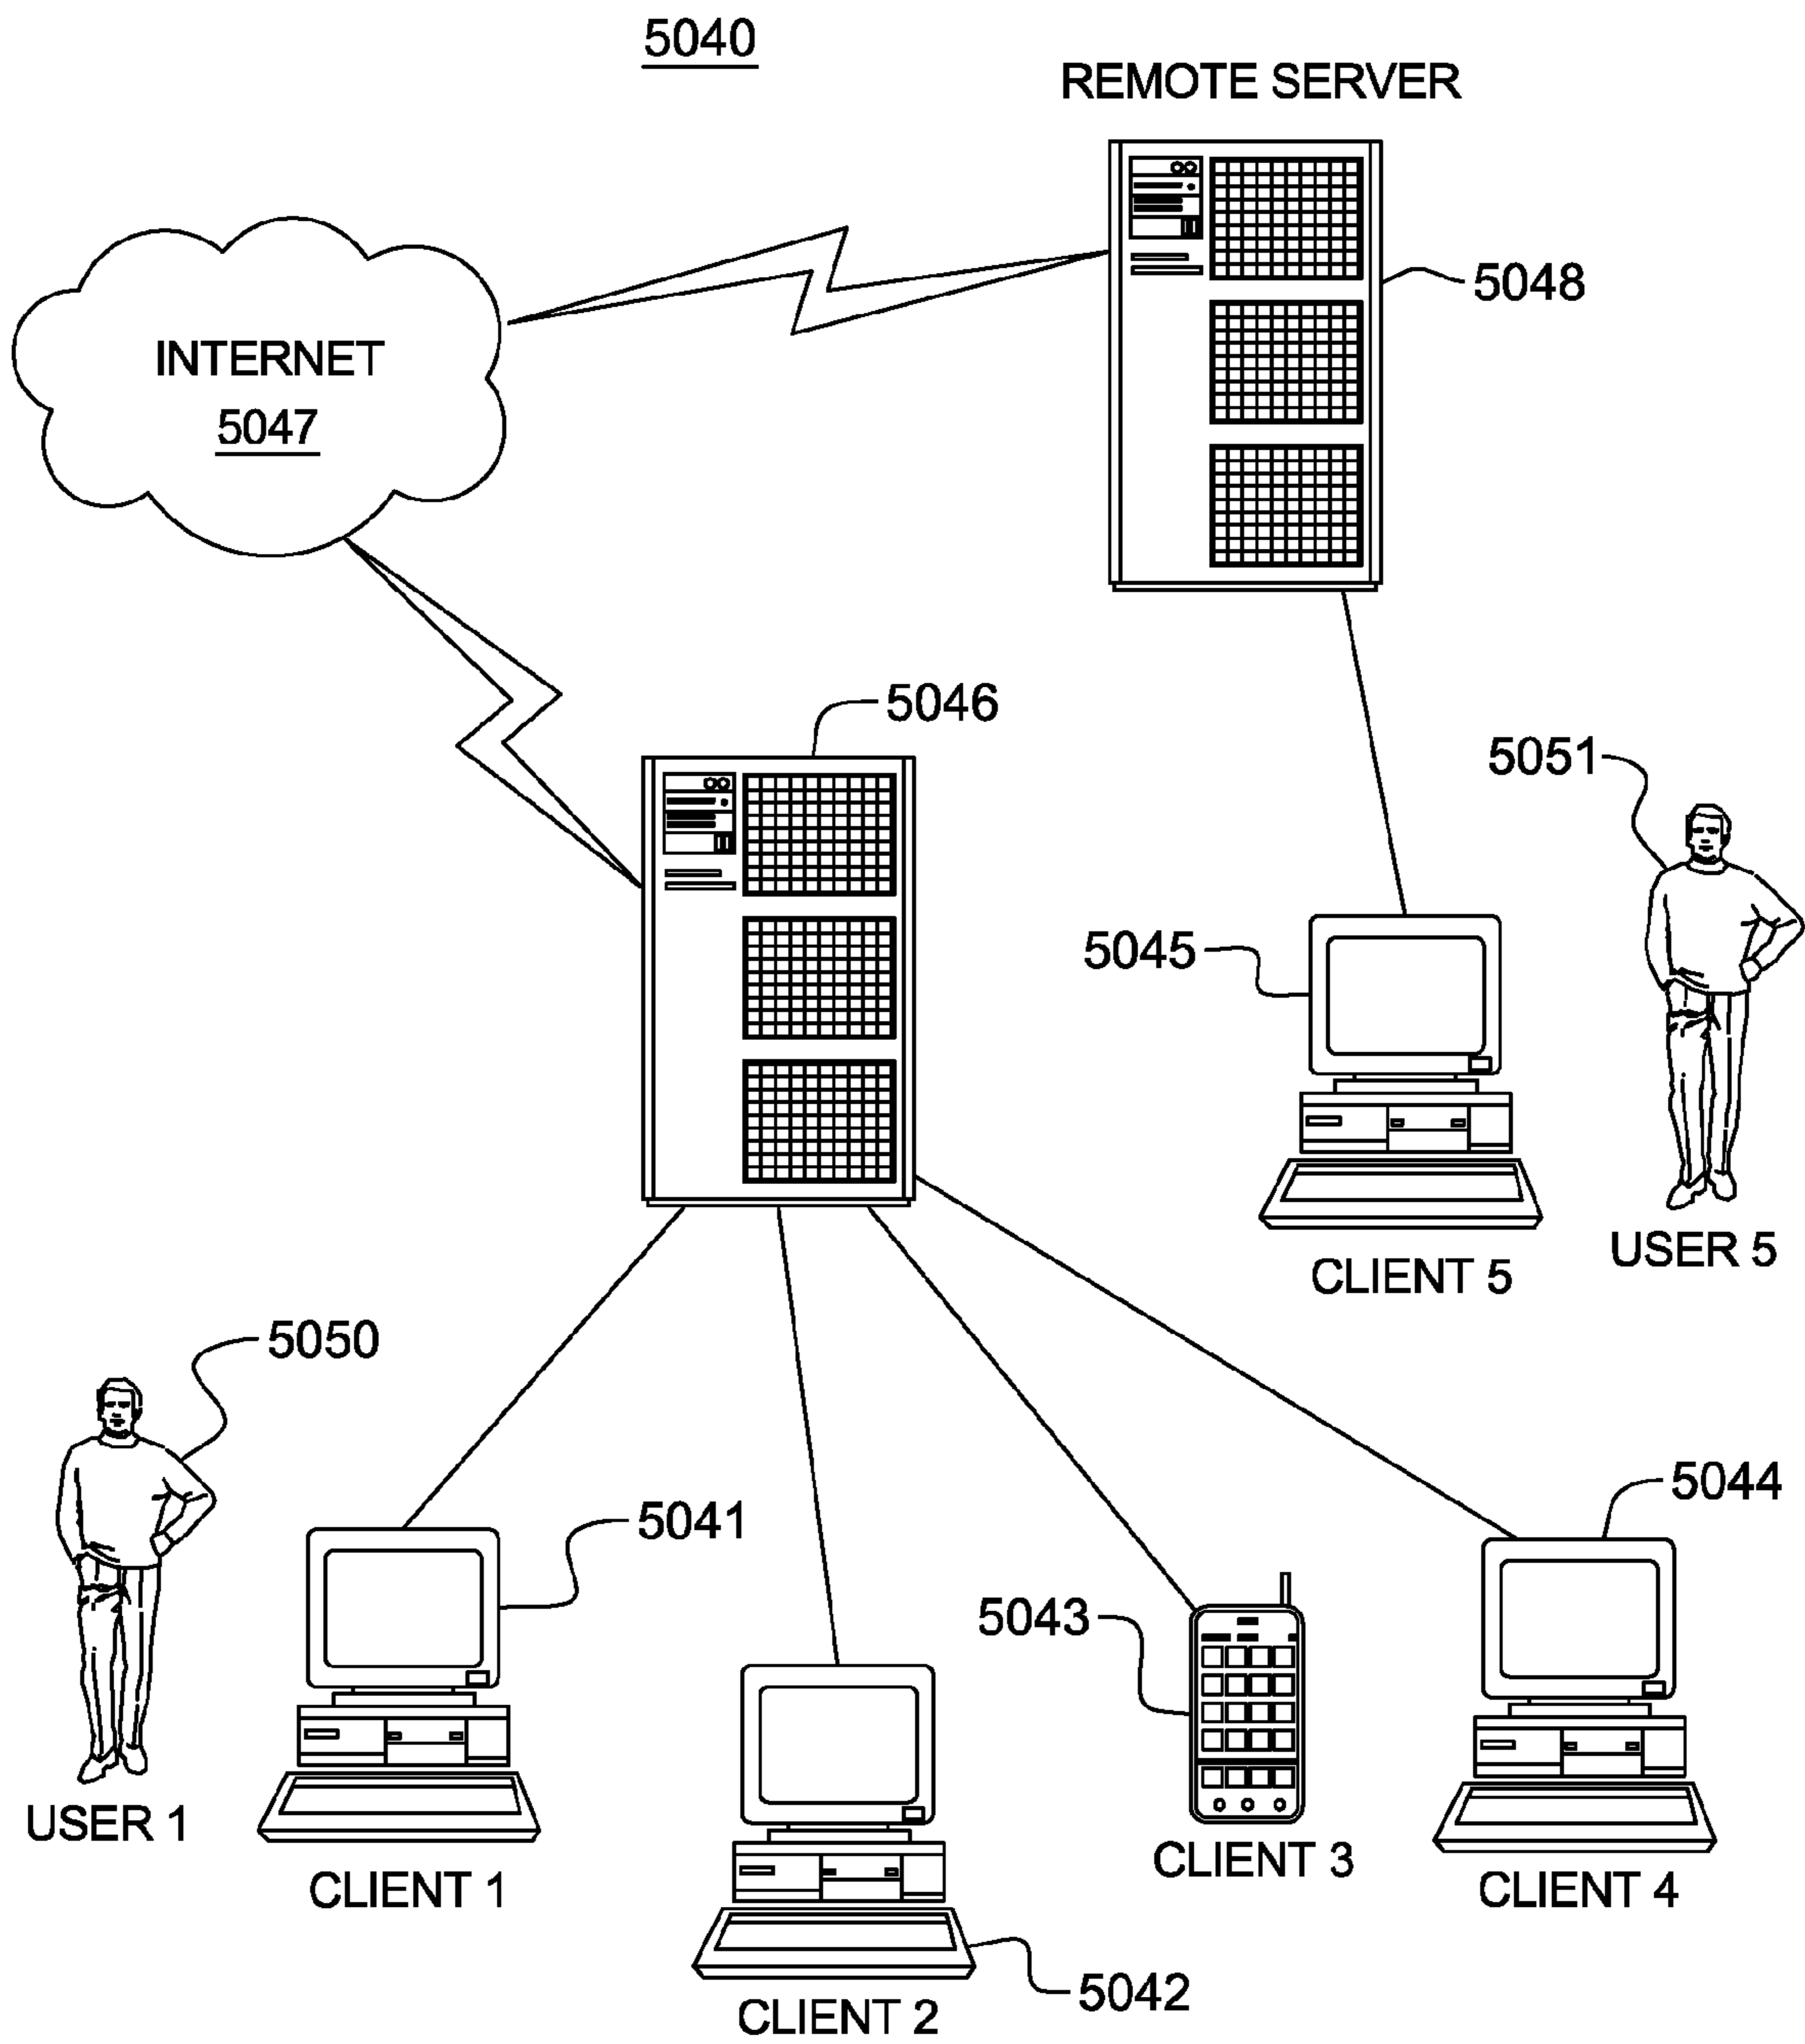 5040
REMOTE SERVER
5048
INTERNET
5047
5046
5051
5045
USER 5
CLIENT 5
5050
5044
5041
5043
USER 1
CLIENT 3
CLIENT 1
CLIENT 4
5042
CLIENT 2